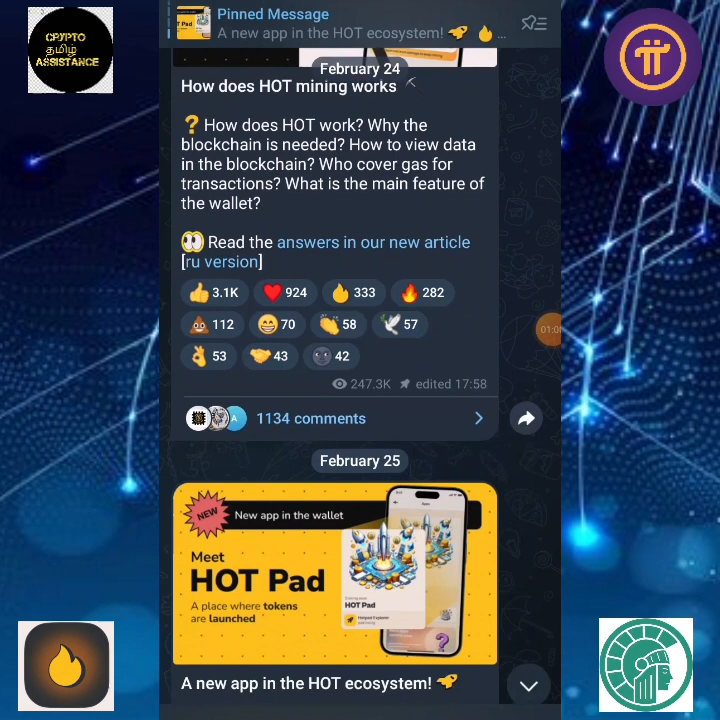 CRYPTO
தமிழ்
ASSISTANCE
Pinned Message
A new app in the HOT ecosystem! 🚀 🔥...
February 24
How does HOT mining works ⛏
❓ How does HOT work? Why the
blockchain is needed? How to view data
in the blockchain? Who cover gas for
transactions? What is the main feature of
the wallet?
👀 Read the answers in our new article
[ru version]
👍 3.1K ❤ 924 🔥 333 🔥 282
💩 112 😁 70 👏 58 🕊 57
👌 53 🤝 43 🌚 42
247.3K edited 17:58
A
1134 comments
February 25
NEW
New app in the wallet
Meet
HOT Pad
A place where tokens
are launched
HOT Pad
A new app in the HOT ecosystem! 🚀